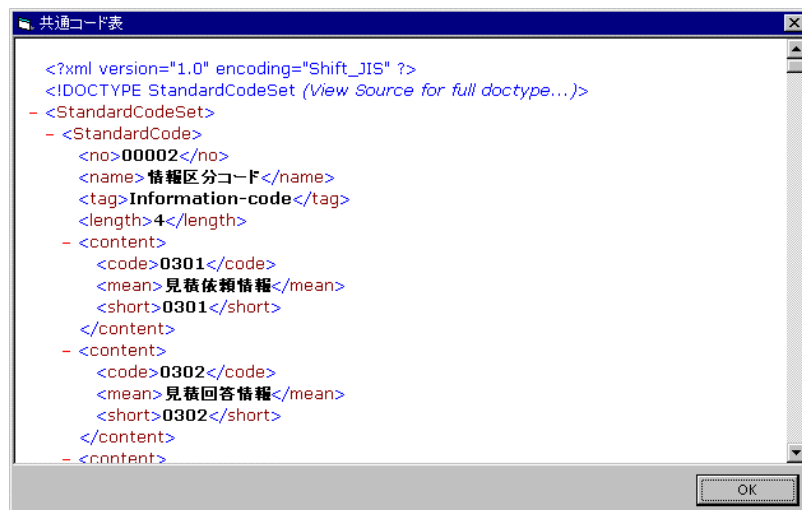 共通コード表
<?xml version="1.0" encoding="Shift_JIS" ?>
<!DOCTYPE StandardCodeSet (View Source for full doctype...)>
- <StandardCodeSet>
- <StandardCode>
<no>00002</no>
<name>情報区分コード</name>
<tag>Information-code</tag>
<length>4</length>
- <content>
<code>0301</code>
<mean>見積依頼情報</mean>
<short>0301</short>
</content>
- <content>
<code>0302</code>
<mean>見積回答情報</mean>
<short>0302</short>
</content>
- <content>
OK